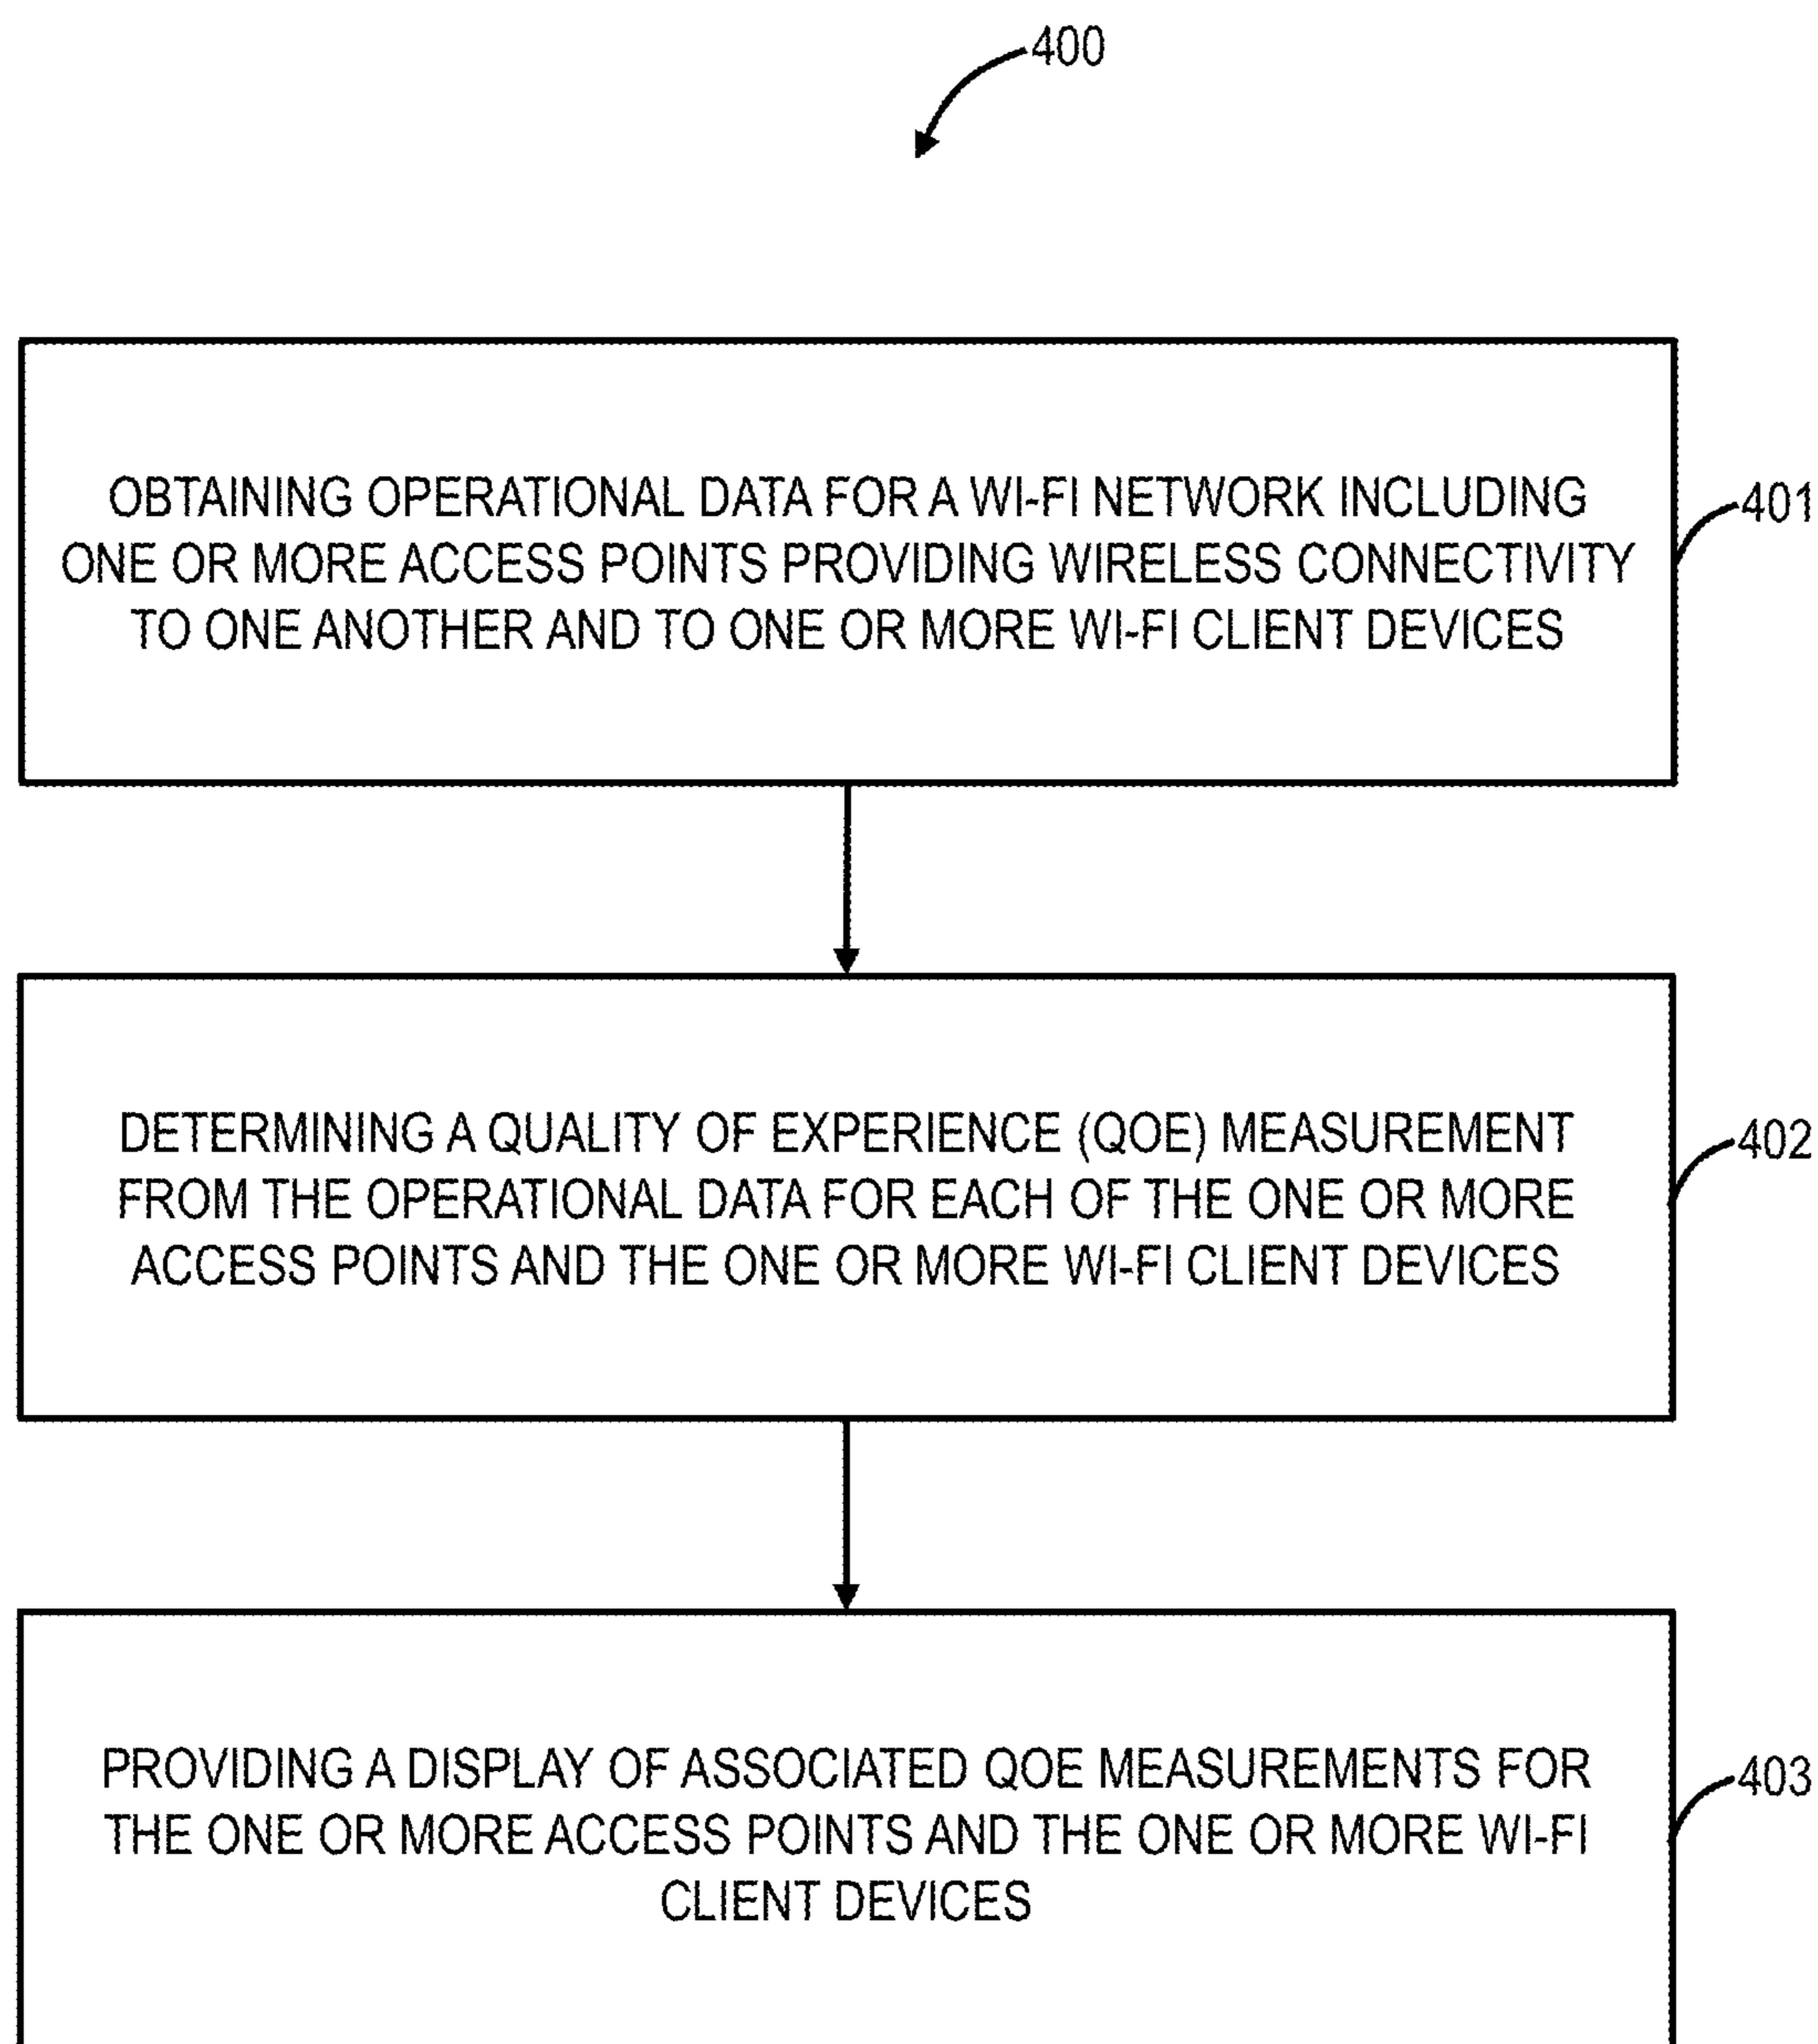 400
OBTAINING OPERATIONAL DATA FOR A WI-FI NETWORK INCLUDING
ONE OR MORE ACCESS POINTS PROVIDING WIRELESS CONNECTIVITY
TO ONE ANOTHER AND TO ONE OR MORE WI-FI CLIENT DEVICES
401
DETERMINING A QUALITY OF EXPERIENCE (QOE) MEASUREMENT
FROM THE OPERATIONAL DATA FOR EACH OF THE ONE OR MORE
ACCESS POINTS AND THE ONE OR MORE WI-FI CLIENT DEVICES
402
PROVIDING A DISPLAY OF ASSOCIATED QOE MEASUREMENTS FOR
THE ONE OR MORE ACCESS POINTS AND THE ONE OR MORE WI-FI
CLIENT DEVICES
403